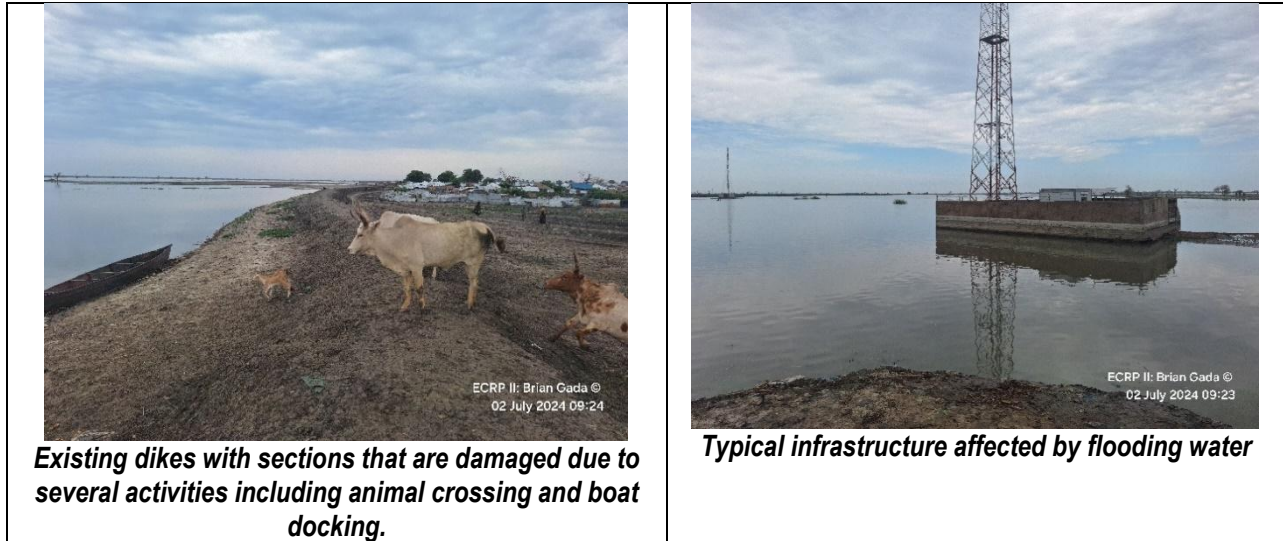 ECRP II: Brian Gada ©
02 July 2024 09:24
Existing dikes with sections that are damaged due to
several activities including animal crossing and boat
docking.
ECRP II: Brian Gada ©
02 July 2024 09:23
Typical infrastructure affected by flooding water